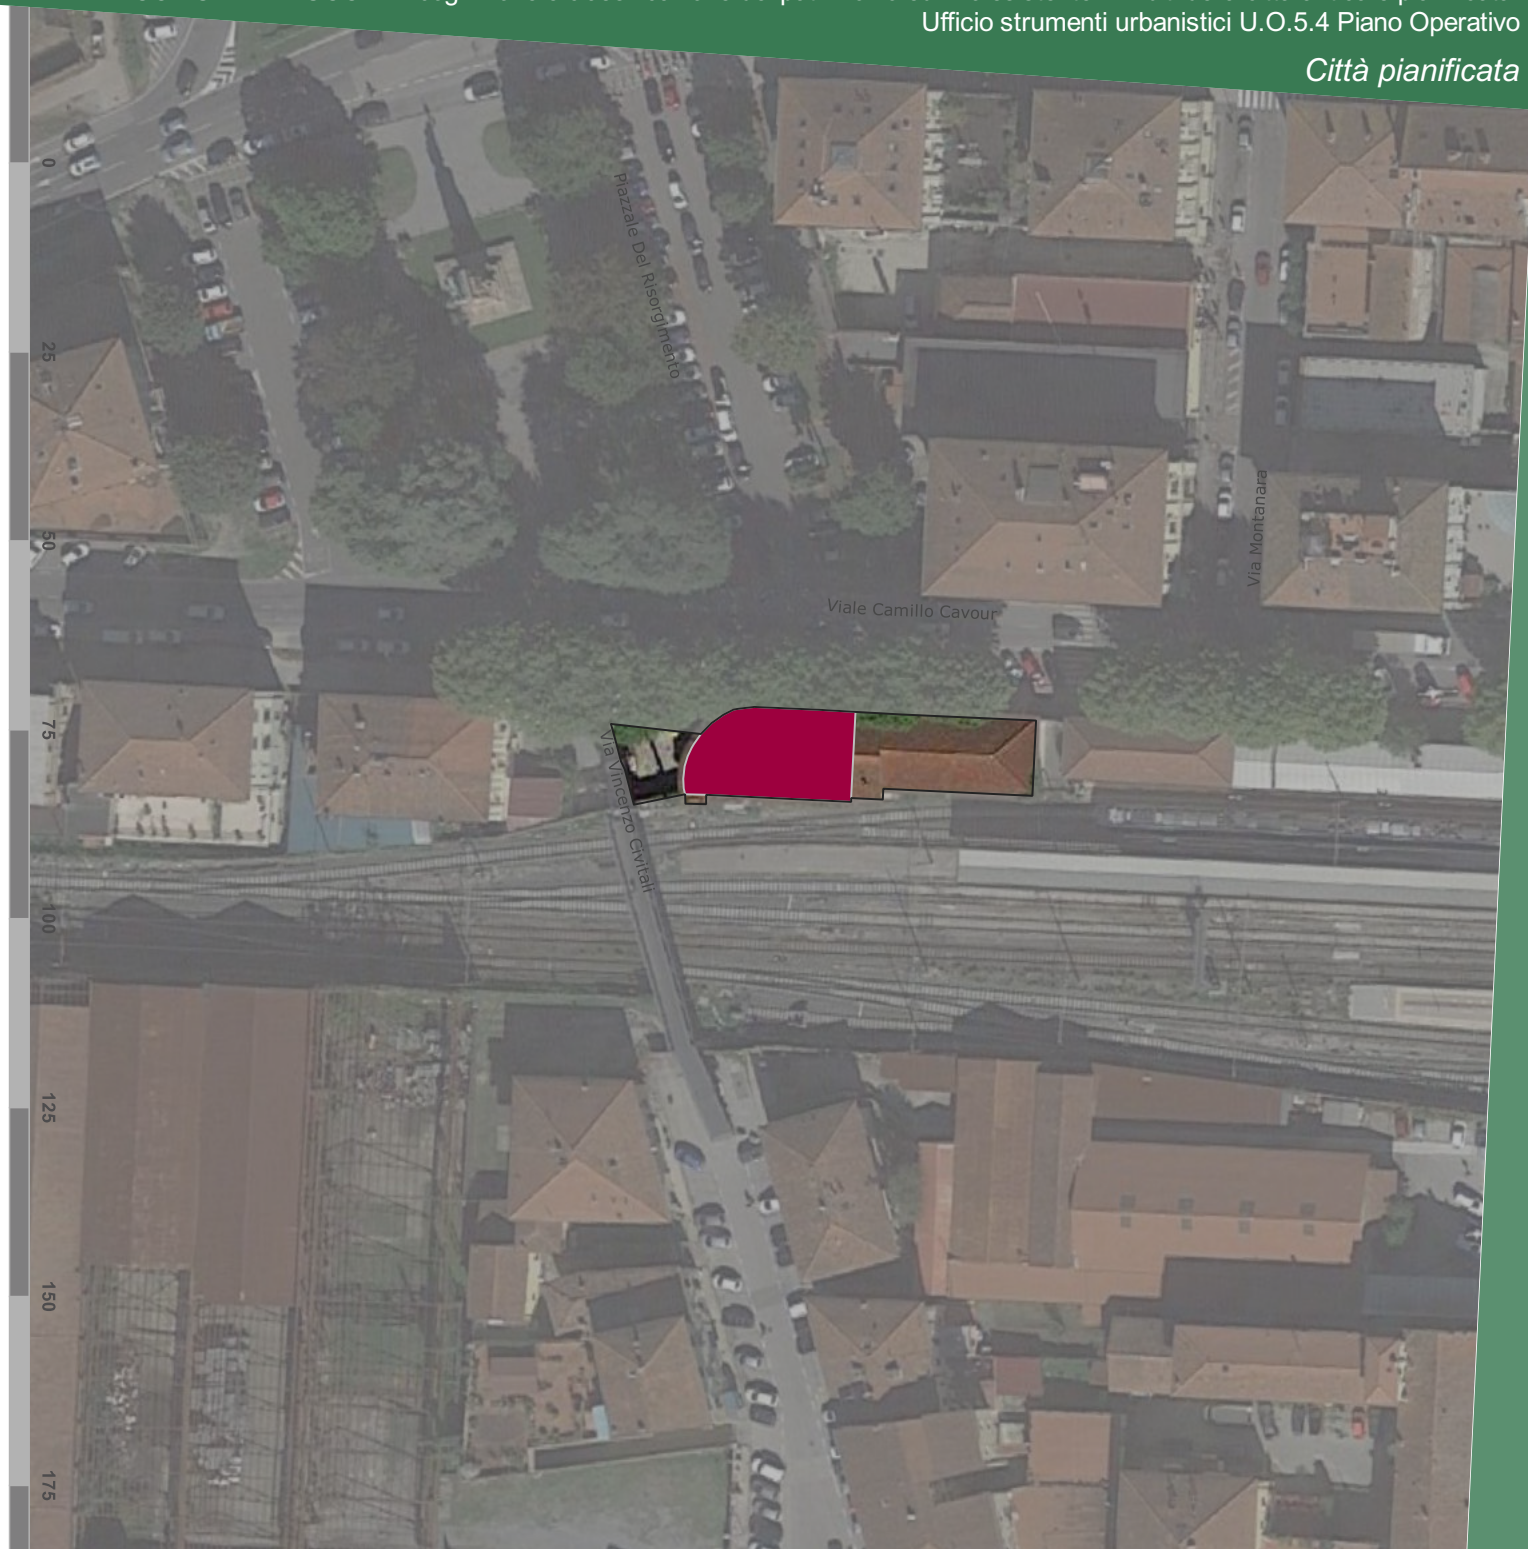 Ufficio strumenti urbanistici U.O.5.4 Piano Operativo
Città pianificata
0
25
50
75
100
125
150
175
Piazzale Del Risorgimento
Via Montanara
Viale Camillo Cavour
Via Vincenzo Civitali